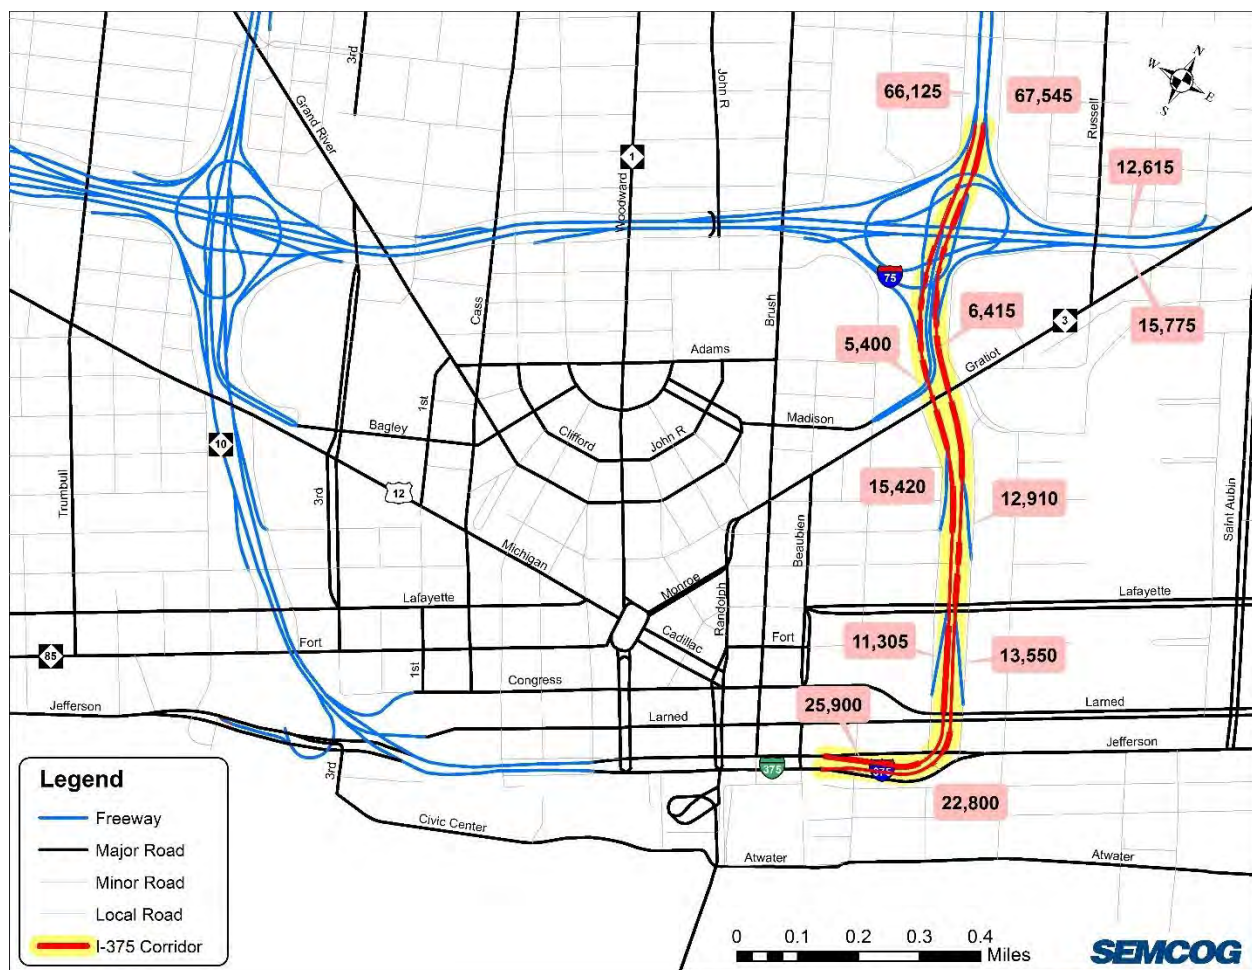 N
W
E
S
66,125
67,545
3rd
John R
Russell
Grand River
1
Woodward
12,615
75
Cass
Brush
6,415
3
15,775
5,400
Gratiot
Adams
1st
Madison
Bagley
Clifford
John R
10
12
Trumbull
3rd
15,420
12,910
Saint Aubin
Michigan
Beaubien
Monroe
Randolph
Lafayette
Lafayette
Fort
Cadillac
Fort
85
1st
11,305
13,550
Congress
25,900
Jefferson
Larned
Larned
Jefferson
3rd
375
375
22,800
Civic Center
Atwater
Atwater
Legend
Freeway
Major Road
Minor Road
Local Road
I-375 Corridor
0 0.1 0.2 0.3 0.4
Miles
SEMCOG